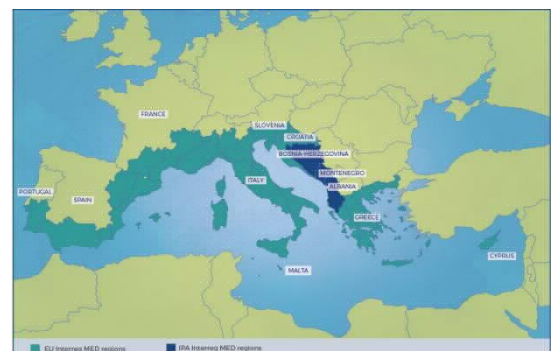 SLOVENIA
FRANCE
CROATIA
BOSNIA-HERZEGOVINA
MONTENEGRO
ITALY
ALBANIA
PORTUGAL
SPAIN
GREECE
CYPRUS
MALTA
EU Interreg MED regions
IPA Interreg MED regions